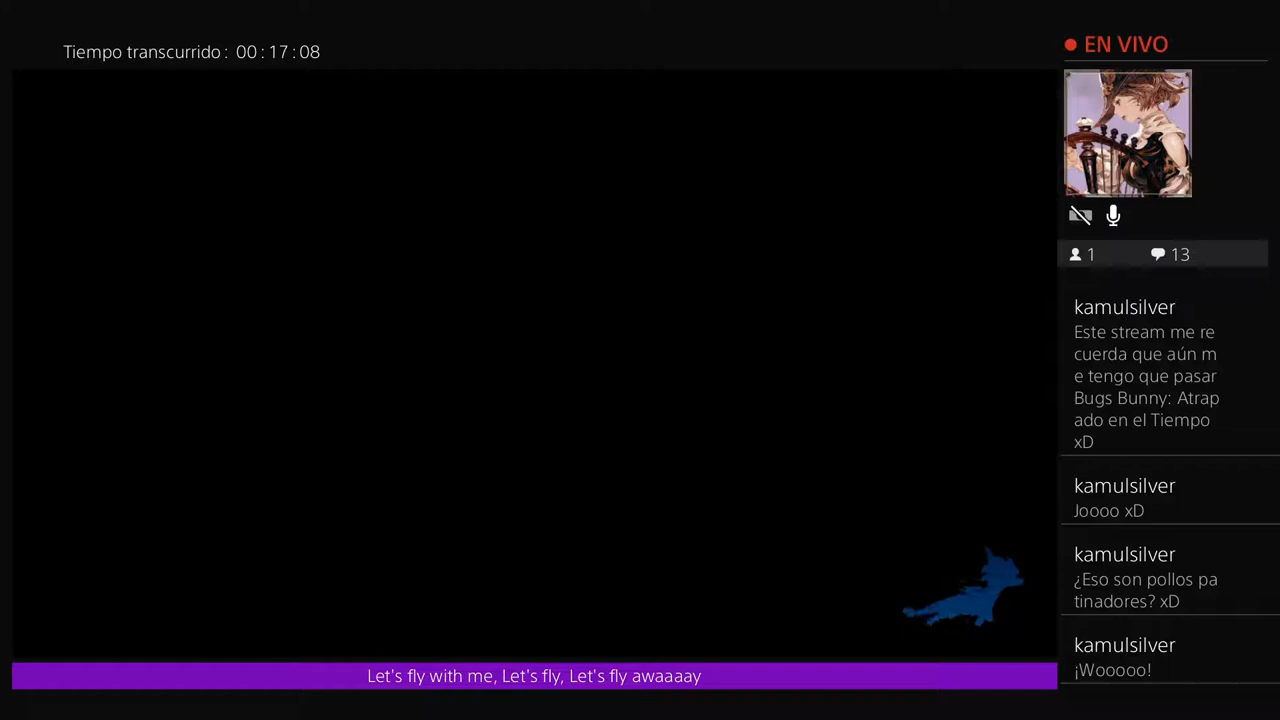 Tiempo transcurrido: 00:17:08
EN VIVO
1 13
kamulsilver
Este stream me re
cuerda que aún m
e tengo que pasar
Bugs Bunny: Atrap
ado en el Tiempo
xD
kamulsilver
Joooo xD
kamulsilver
¿Eso son pollos pa
tinadores? xD
kamulsilver
¡Wooooo!
Let's fly with me, Let's fly, Let's fly awaaaay